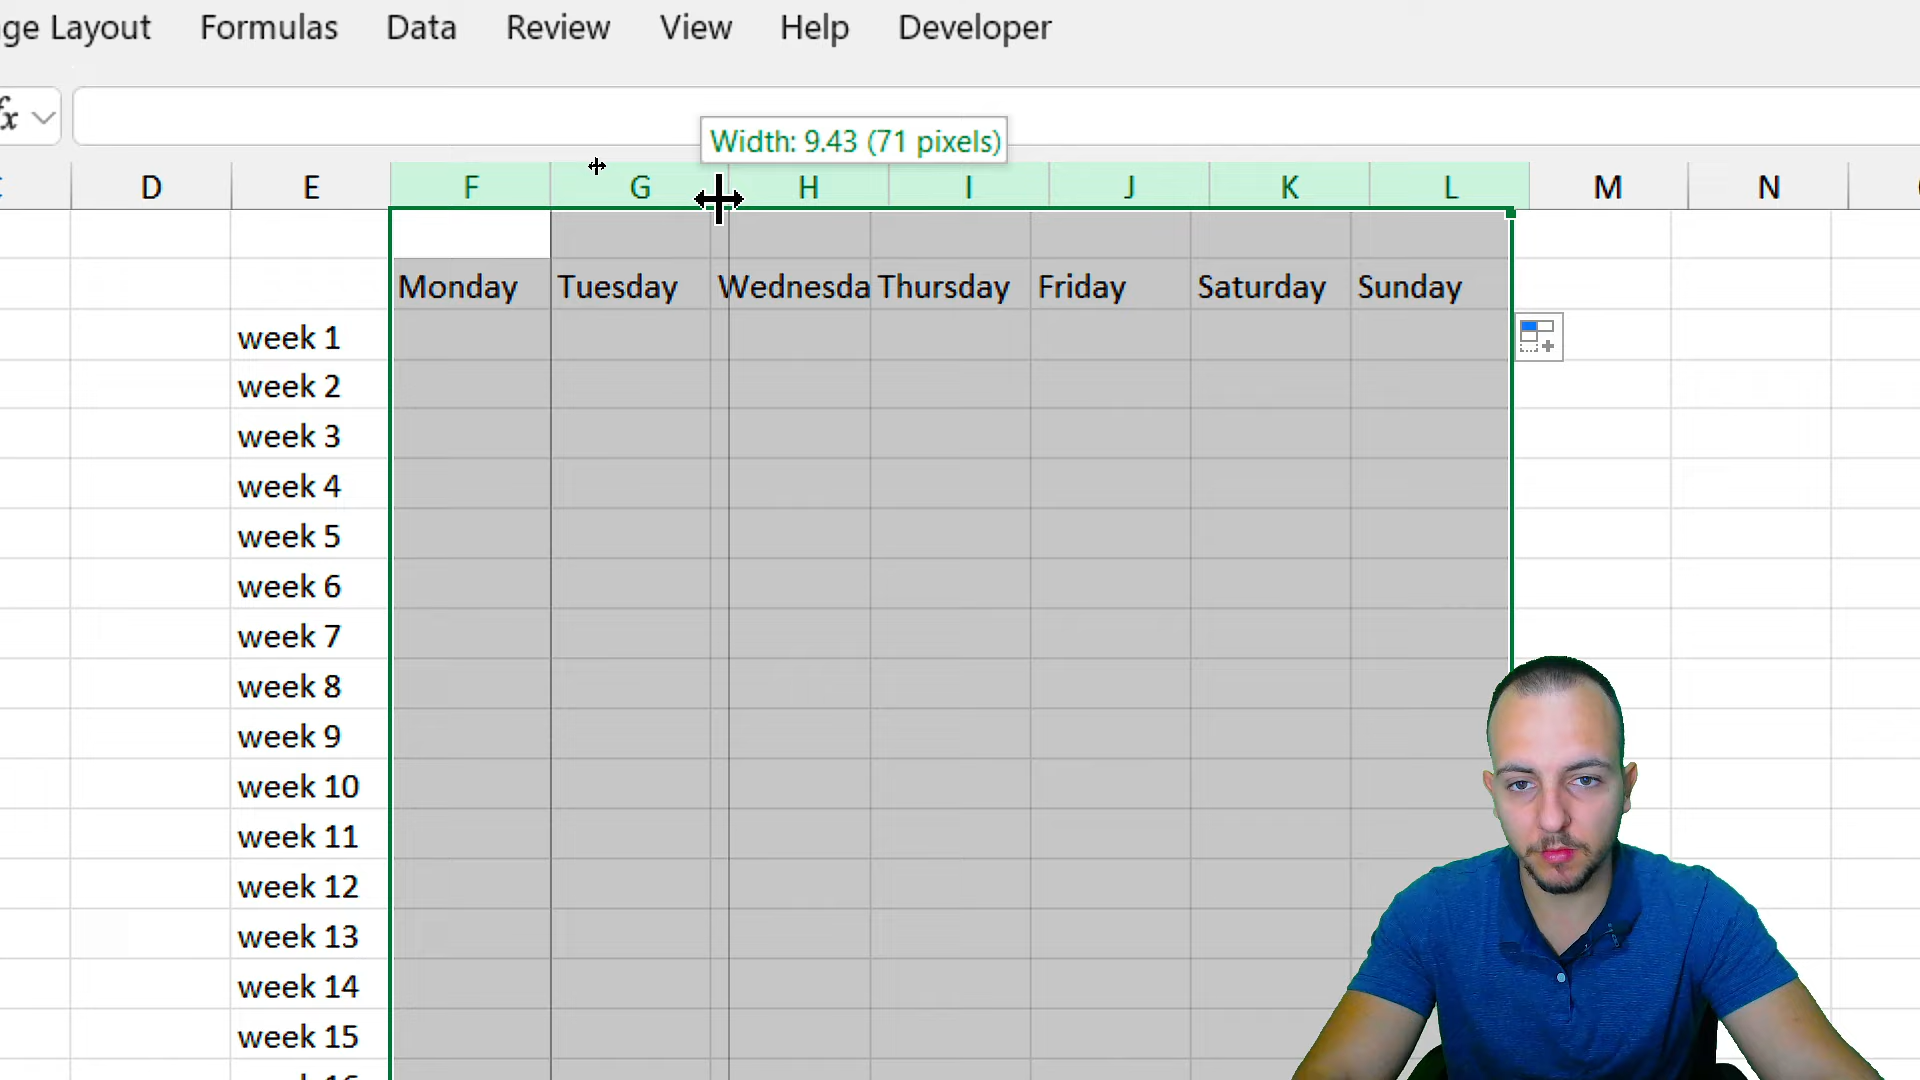 ge Layout Formulas Data Review View Help Developer
fx
Width: 9.43 (71 pixels)
D E F G H I J K L M N
Monday Tuesday Wednesda Thursday Friday Saturday Sunday
week 1
week 2
week 3
week 4
week 5
week 6
week 7
week 8
week 9
week 10
week 11
week 12
week 13
week 14
week 15